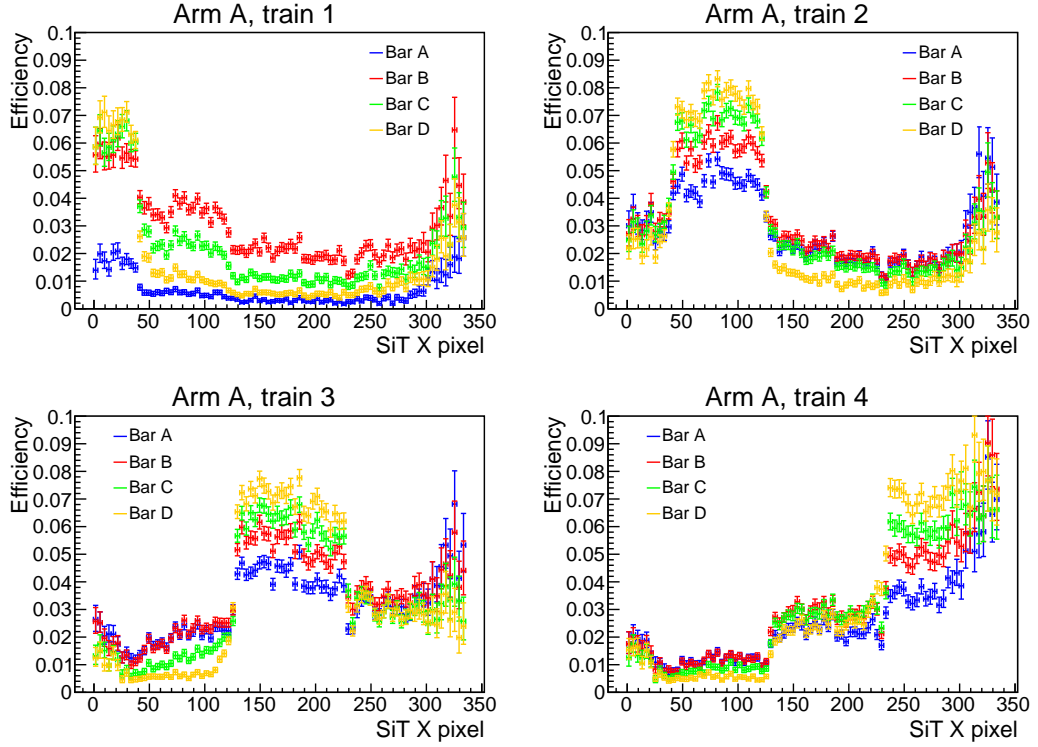 Arm A, train 1
Efficiency
0.1
0.09
0.08
0.07
0.06
0.05
0.04
0.03
0.02
0.01
0
Bar A
Bar B
Bar C
Bar D
0 50 100 150 200 250 300 350
SiT X pixel
Arm A, train 2
Efficiency
0.1
0.09
0.08
0.07
0.06
0.05
0.04
0.03
0.02
0.01
0
Bar A
Bar B
Bar C
Bar D
0 50 100 150 200 250 300 350
SiT X pixel
Arm A, train 3
Efficiency
0.1
0.09
0.08
0.07
0.06
0.05
0.04
0.03
0.02
0.01
0
Bar A
Bar B
Bar C
Bar D
0 50 100 150 200 250 300 350
SiT X pixel
Arm A, train 4
Efficiency
0.1
0.09
0.08
0.07
0.06
0.05
0.04
0.03
0.02
0.01
0
Bar A
Bar B
Bar C
Bar D
0 50 100 150 200 250 300 350
SiT X pixel